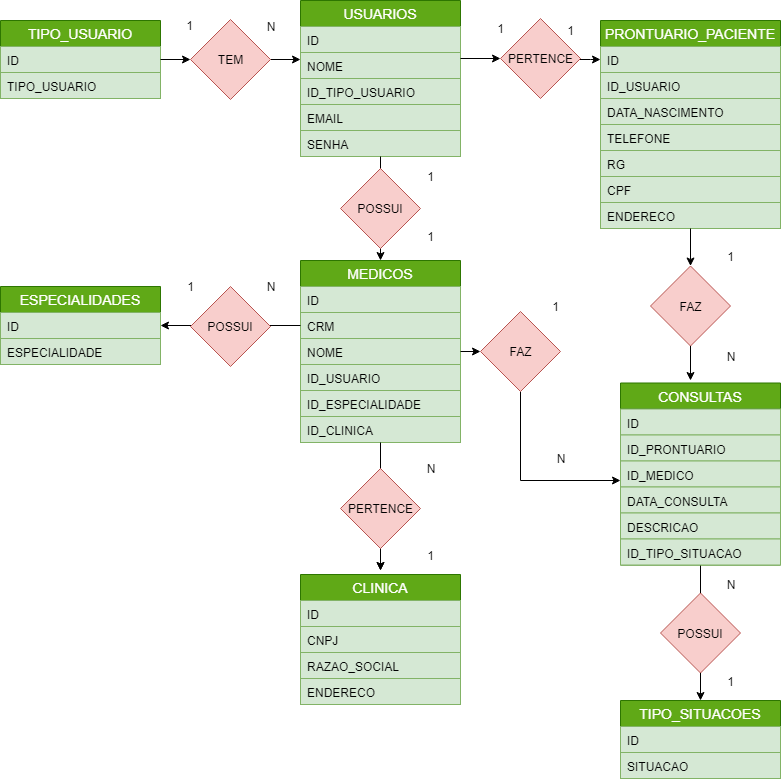 TIPO_USUARIO
ID
TIPO_USUARIO
1
TEM
N
USUARIOS
ID
NOME
ID_TIPO_USUARIO
EMAIL
SENHA
1
PERTENCE
1
PRONTUARIO_PACIENTE
ID
ID_USUARIO
DATA_NASCIMENTO
TELEFONE
RG
CPF
ENDERECO
1
POSSUI
1
1
FAZ
N
ESPECIALIDADES
ID
ESPECIALIDADE
1
POSSUI
N
MEDICOS
ID
CRM
NOME
ID_USUARIO
ID_ESPECIALIDADE
ID_CLINICA
1
FAZ
N
CONSULTAS
ID
ID_PRONTUARIO
ID_MEDICO
DATA_CONSULTA
DESCRICAO
ID_TIPO_SITUACAO
N
PERTENCE
1
CLINICA
ID
CNPJ
RAZAO_SOCIAL
ENDERECO
N
POSSUI
1
TIPO_SITUACOES
ID
SITUACAO